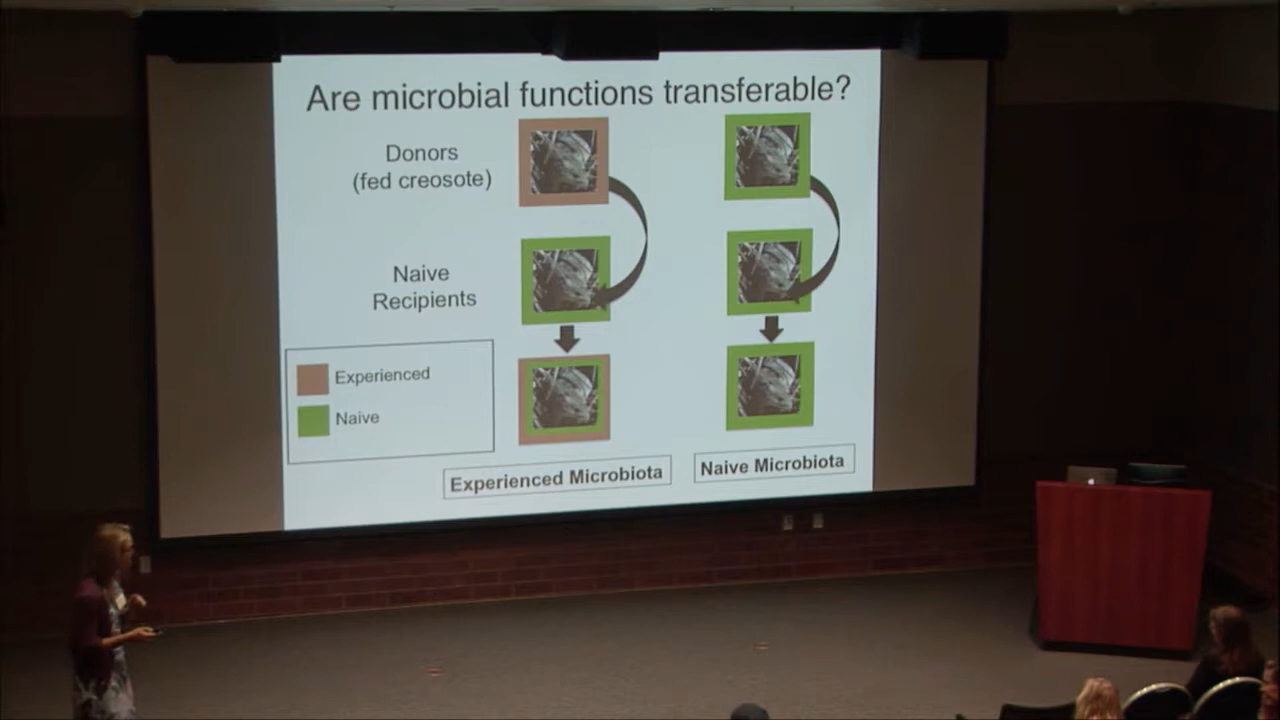 Are microbial functions transferable?
Donors
(fed creosote)
Naive
Recipients
Experienced
Naive
Experienced Microbiota
Naive Microbiota